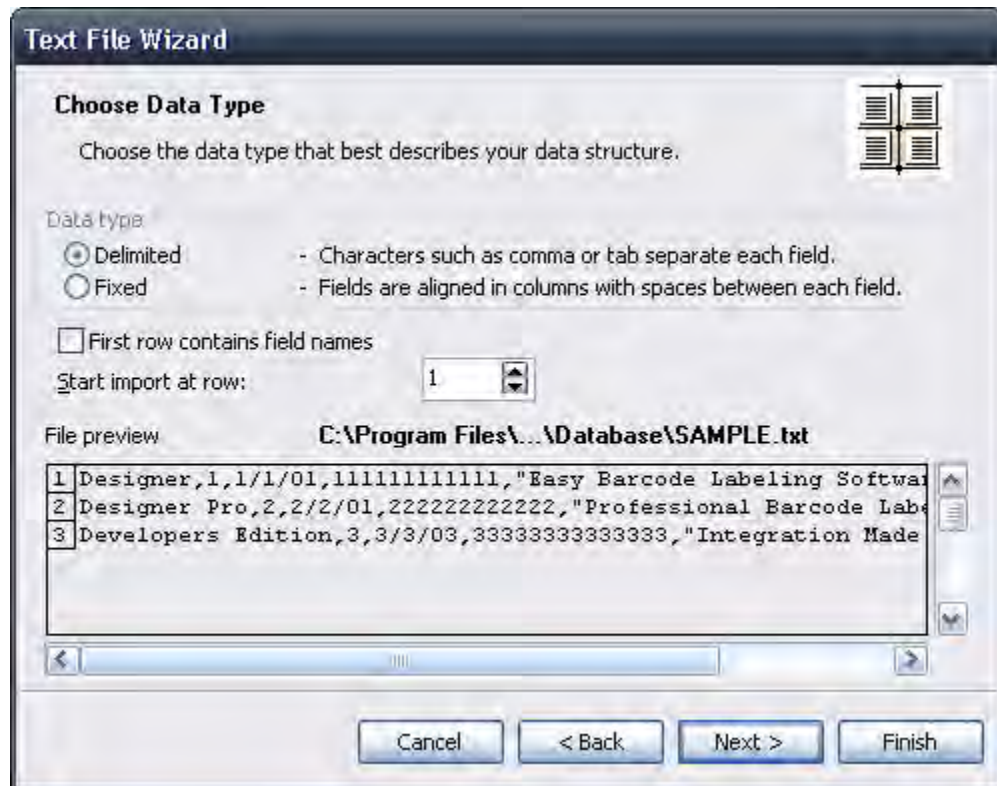 Text File Wizard
Choose Data Type
Choose the data type that best describes your data structure.
Data type
Delimited - Characters such as comma or tab separate each field.
Fixed - Fields are aligned in columns with spaces between each field.
First row contains field names
Start import at row: 1
File preview C:\Program Files\...\Database\SAMPLE.txt
1 Designer,1,1/1/01,111111111111,"Easy Barcode Labeling Softwar
2 Designer Pro,2,2/2/01,222222222222,"Professional Barcode Labe
3 Developers Edition,3,3/3/03,33333333333333,"Integration Made
Cancel < Back Next > Finish